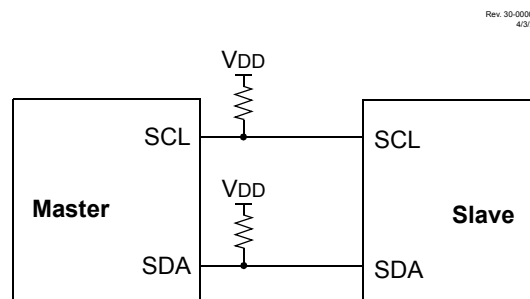 Rev. 30-000
4/3/
VDD
SCL
SCL
VDD
Master
Slave
SDA
SDA